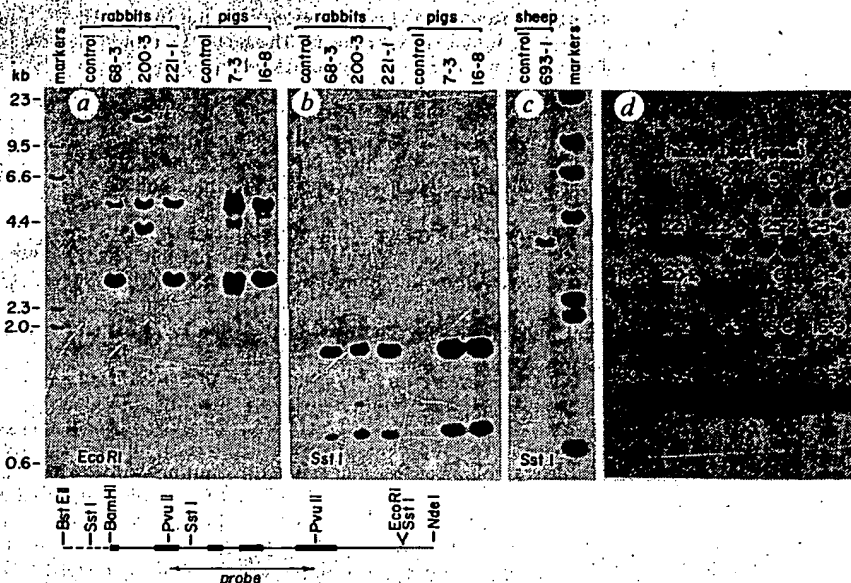 rabbits pigs rabbits pigs sheep
kb markers control 68-3 200-3 221-1 control 7-3 16-8 control 68-3 200-3 221-1 control 7-3 16-8 control 693-1 markers
a b c d
23-
9.5-
6.6-
4.4-
2.3-
2.0-
0.6-
EcoRI SstI SstI
BstEII SstI BamHI PvuII SstI PvuII EcoRI SstI NdeI
probe